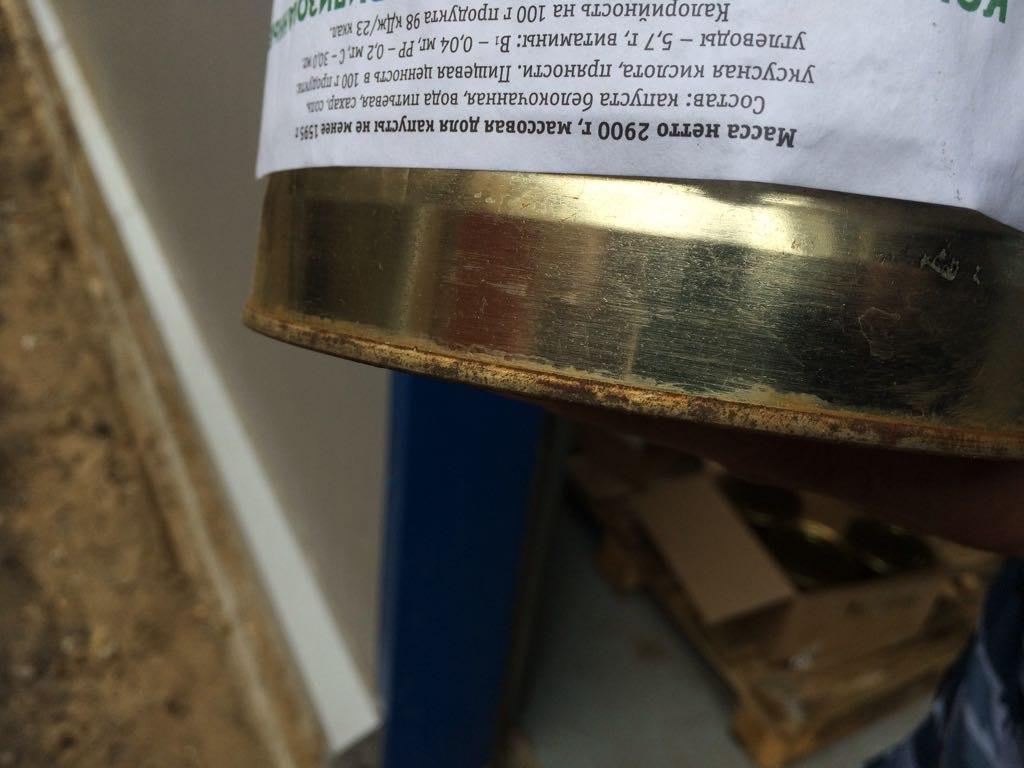 Масса нетто 2900 г, массовая доля капусты не менее 1595 г
Состав: капуста белокочанная, вода питьевая, сахар, соль,
уксусная кислота, пряности. Пищевая ценность в 100 г продукта:
углеводы – 5,7 г, витамины: В₁ – 0,04 мг, РР – 0,2 мг, С – 30,0 мг.
Калорийность на 100 г продукта 98 кДж/23 ккал.